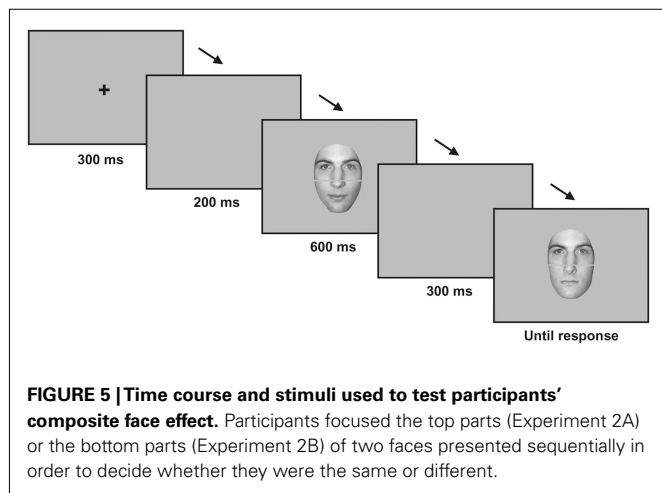 +
300 ms
200 ms
600 ms
300 ms
Until response
FIGURE 5 | Time course and stimuli used to test participants’
composite face effect. Participants focused the top parts (Experiment 2A)
or the bottom parts (Experiment 2B) of two faces presented sequentially in
order to decide whether they were the same or different.